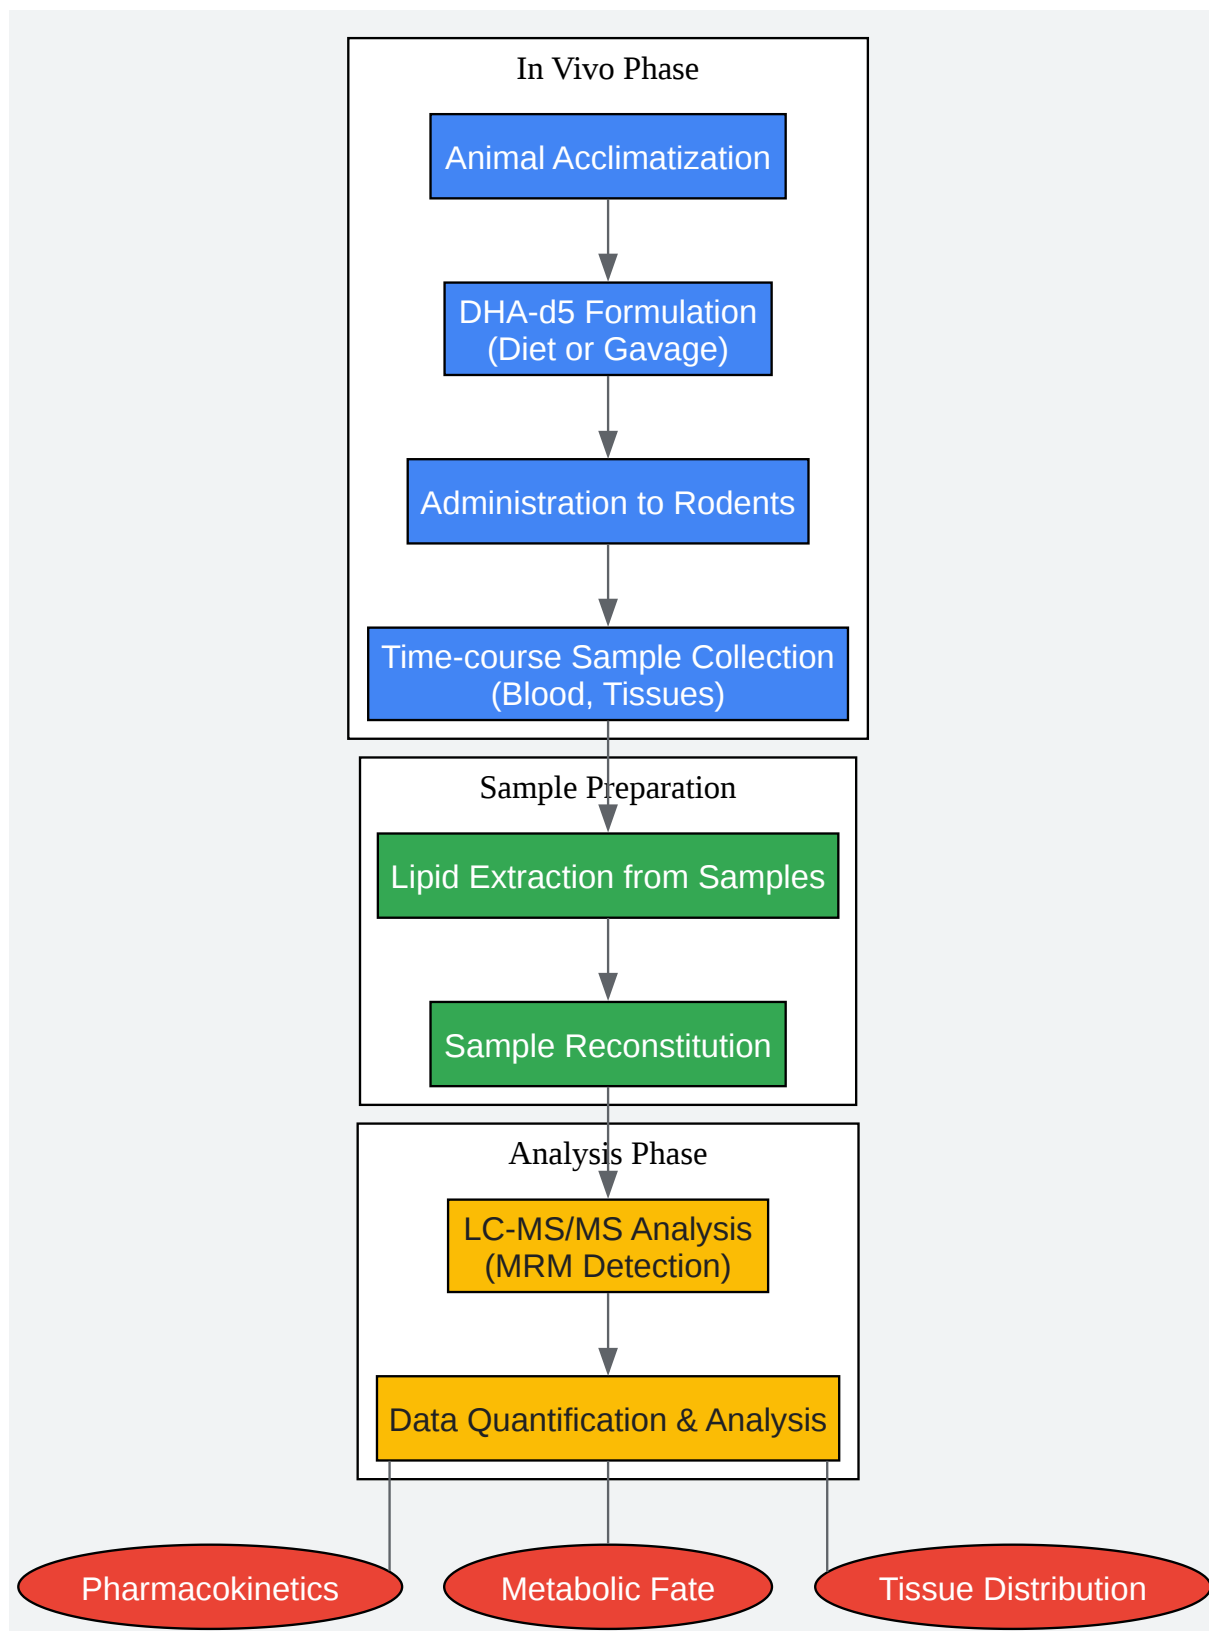 In Vivo Phase
Animal Acclimatization
DHA-d5 Formulation
(Diet or Gavage)
Administration to Rodents
Time-course Sample Collection
(Blood, Tissues)
Sample Preparation
Lipid Extraction from Samples
Sample Reconstitution
Analysis Phase
LC-MS/MS Analysis
(MRM Detection)
Data Quantification & Analysis
Pharmacokinetics
Metabolic Fate
Tissue Distribution